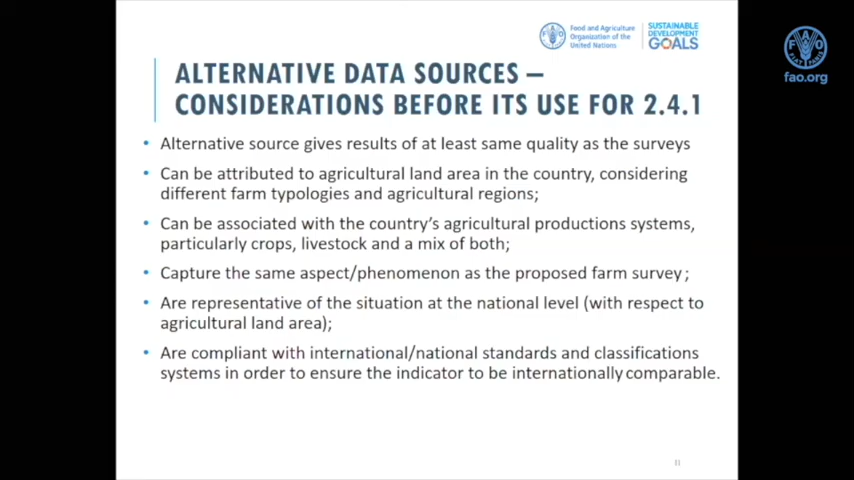 Food and Agriculture
Organization of the
United Nations
SUSTAINABLE
DEVELOPMENT
GOALS
FAO
FIAT PANIS
fao.org
ALTERNATIVE DATA SOURCES –
CONSIDERATIONS BEFORE ITS USE FOR 2.4.1
• Alternative source gives results of at least same quality as the surveys
• Can be attributed to agricultural land area in the country, considering
different farm typologies and agricultural regions;
• Can be associated with the country's agricultural productions systems,
particularly crops, livestock and a mix of both;
• Capture the same aspect/phenomenon as the proposed farm survey;
• Are representative of the situation at the national level (with respect to
agricultural land area);
• Are compliant with international/national standards and classifications
systems in order to ensure the indicator to be internationally comparable.
11